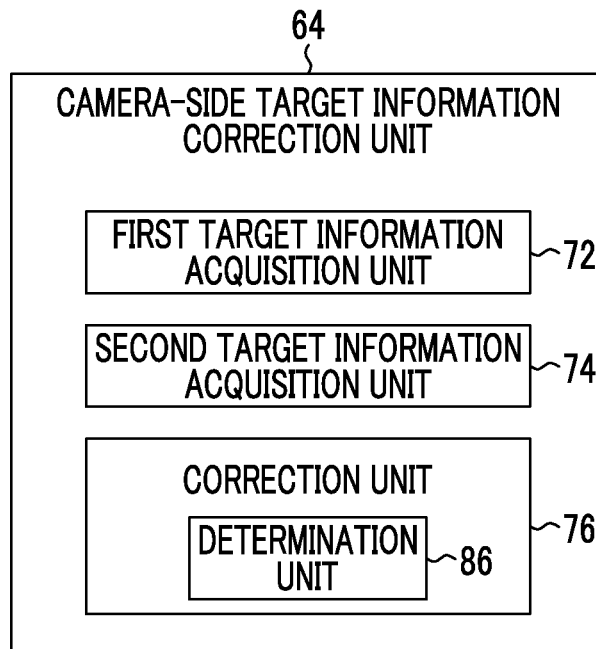 64
CAMERA-SIDE TARGET INFORMATION
CORRECTION UNIT
FIRST TARGET INFORMATION
ACQUISITION UNIT
72
SECOND TARGET INFORMATION
ACQUISITION UNIT
74
CORRECTION UNIT
76
DETERMINATION
UNIT
86